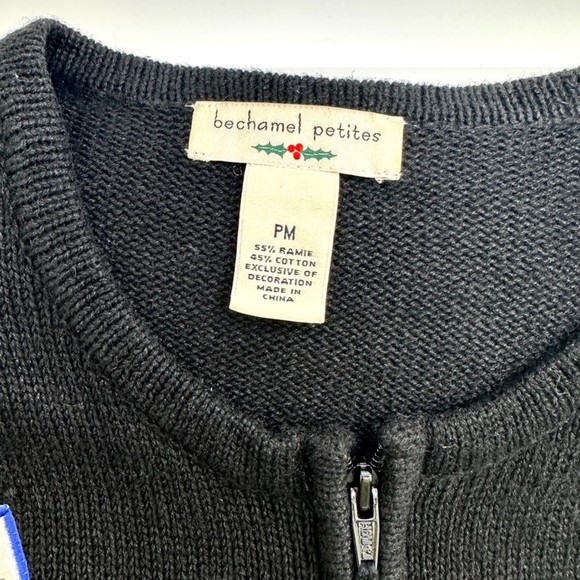 bechamel petites
PM
55% RAMIE
45% COTTON
EXCLUSIVE OF
DECORATION
MADE IN
CHINA